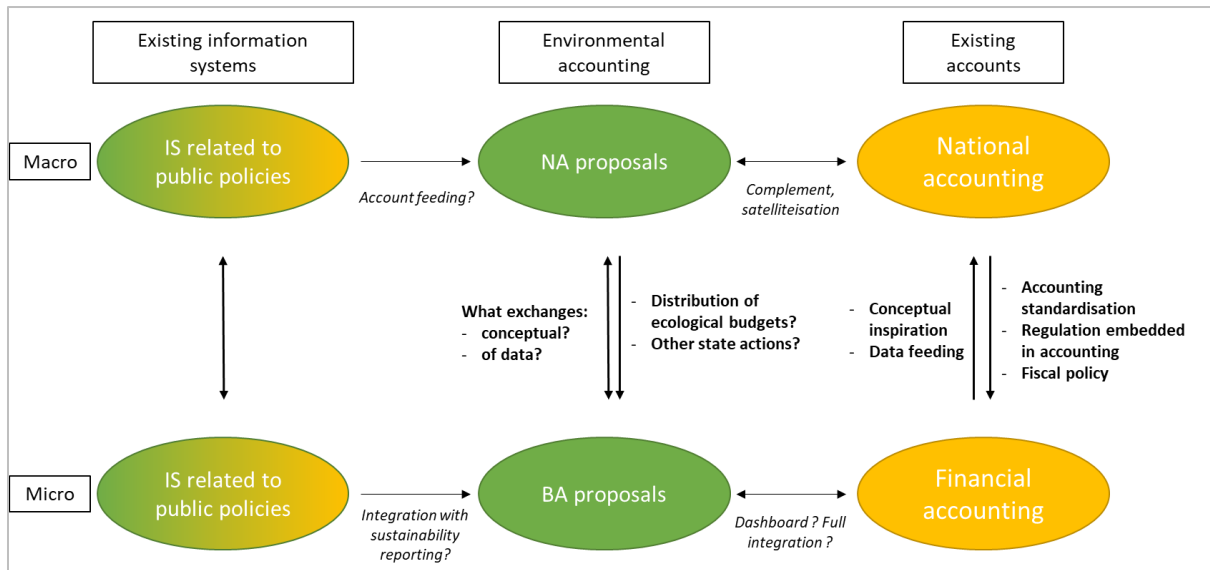 Existing information
systems
Environmental
accounting
Existing
accounts
Macro
IS related to
public policies
Account feeding?
NA proposals
Complement,
satelliteisation
National
accounting
What exchanges:
- conceptual?
- of data?
- Distribution of
ecological budgets?
- Other state actions?
- Conceptual
inspiration
- Data feeding
- Accounting
standardisation
- Regulation embedded
in accounting
- Fiscal policy
Micro
IS related to
public policies
Integration with
sustainability
reporting?
BA proposals
Dashboard ? Full
integration ?
Financial
accounting